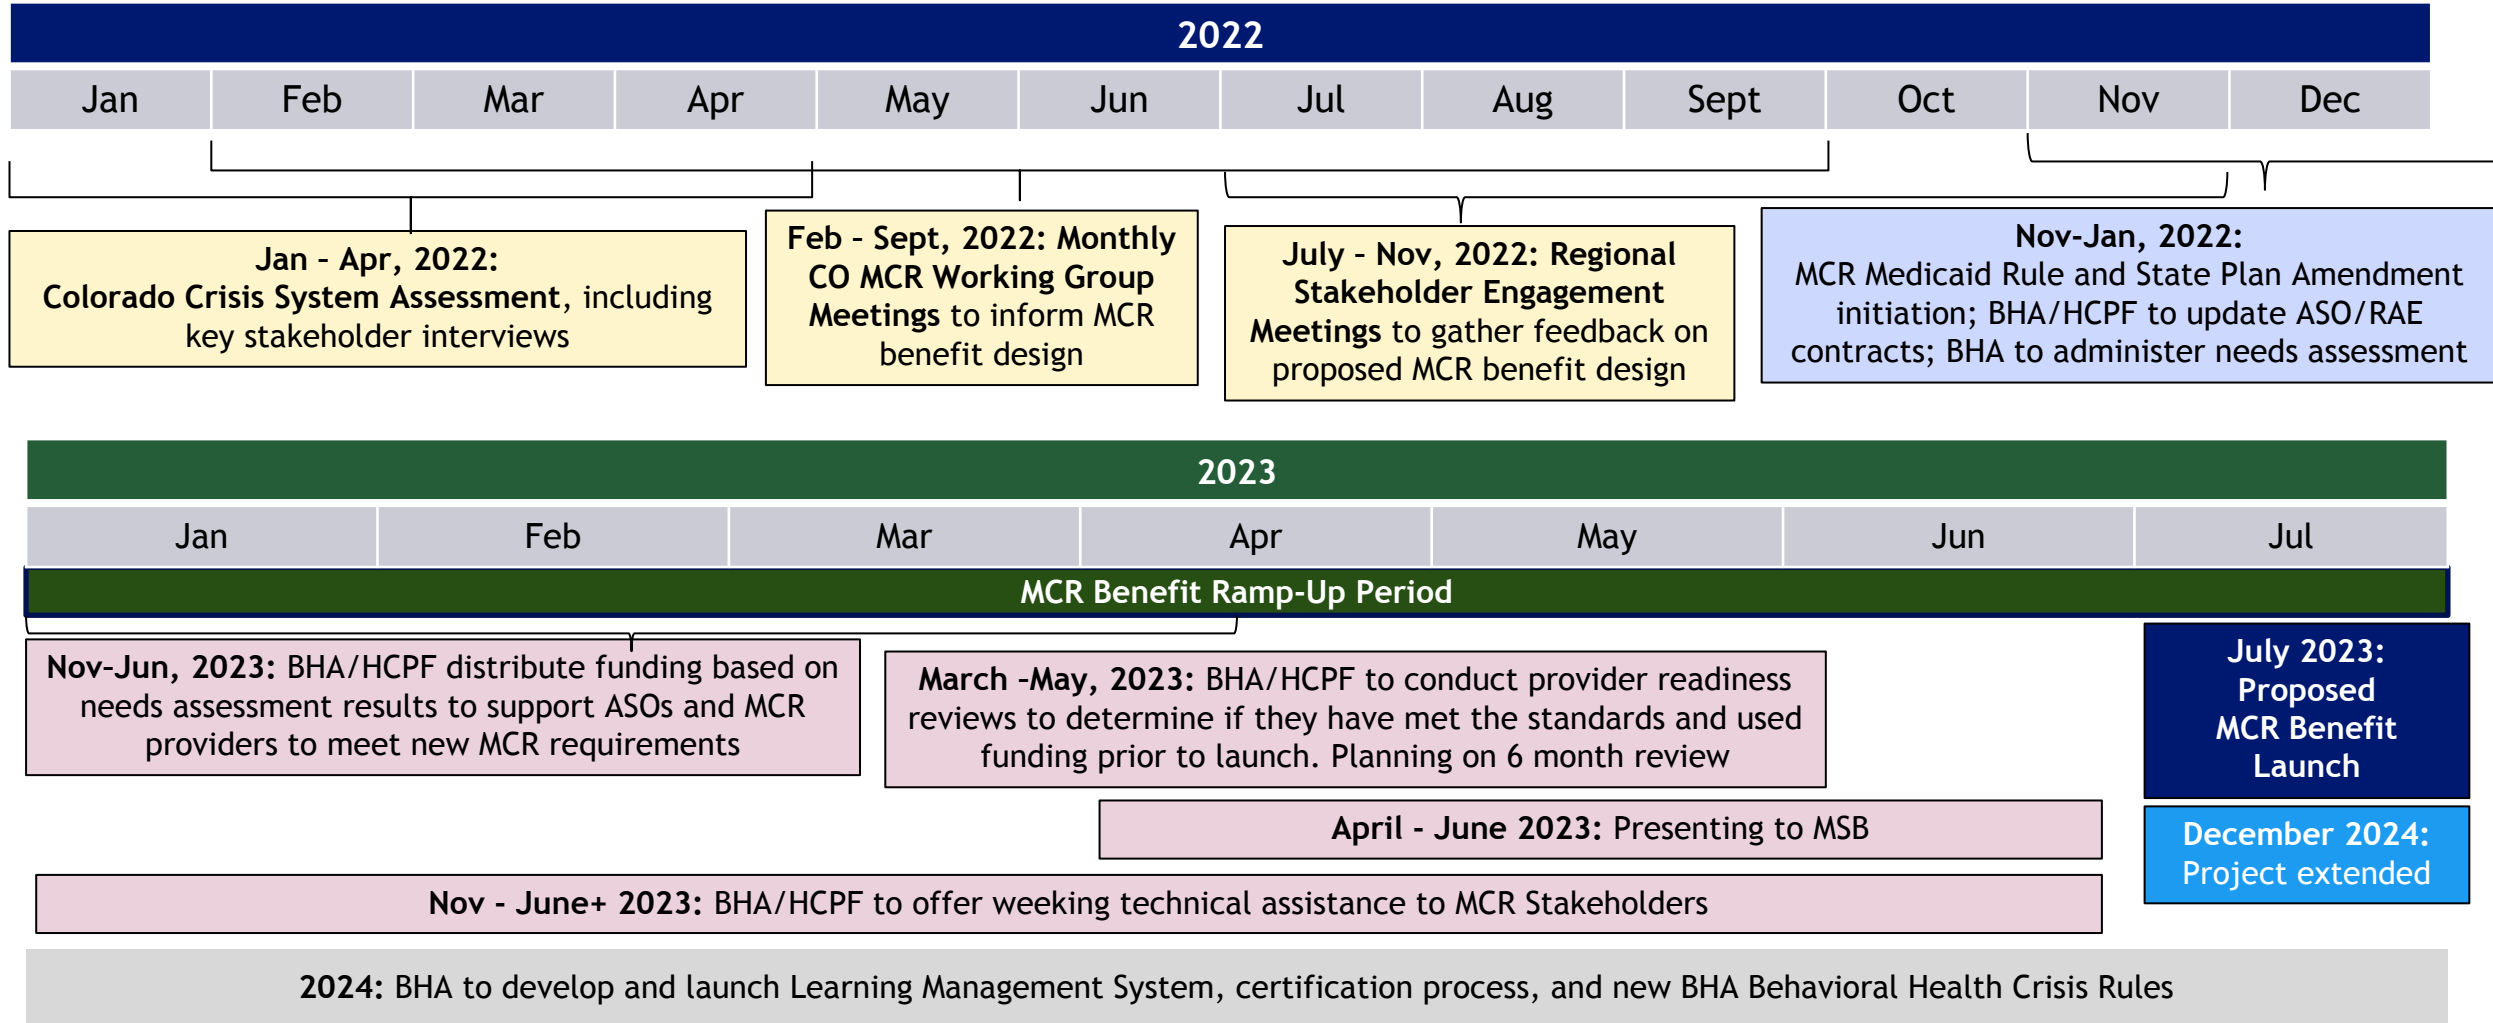 2022
Jan Feb Mar Apr May Jun Jul Aug Sept Oct Nov Dec
Jan – Apr, 2022:
Colorado Crisis System Assessment, including
key stakeholder interviews
Feb – Sept, 2022: Monthly
CO MCR Working Group
Meetings to inform MCR
benefit design
July – Nov, 2022: Regional
Stakeholder Engagement
Meetings to gather feedback on
proposed MCR benefit design
Nov-Jan, 2022:
MCR Medicaid Rule and State Plan Amendment
initiation; BHA/HCPF to update ASO/RAE
contracts; BHA to administer needs assessment
2023
Jan Feb Mar Apr May Jun Jul
MCR Benefit Ramp-Up Period
Nov–Jun, 2023: BHA/HCPF distribute funding based on
needs assessment results to support ASOs and MCR
providers to meet new MCR requirements
March –May, 2023: BHA/HCPF to conduct provider readiness
reviews to determine if they have met the standards and used
funding prior to launch. Planning on 6 month review
July 2023:
Proposed
MCR Benefit
Launch
April - June 2023: Presenting to MSB
December 2024:
Project extended
Nov - June+ 2023: BHA/HCPF to offer weeking technical assistance to MCR Stakeholders
2024: BHA to develop and launch Learning Management System, certification process, and new BHA Behavioral Health Crisis Rules